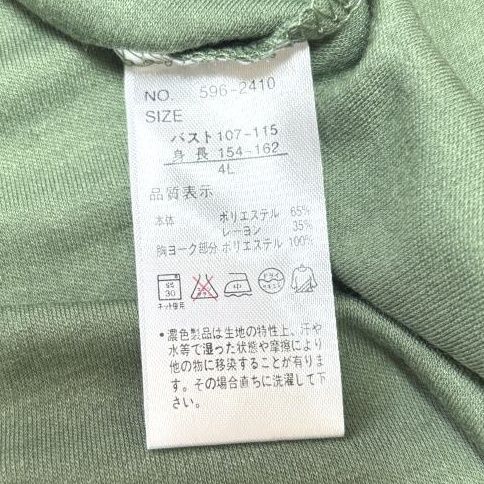 NO. 596-2410
SIZE
バスト107-115
身長154-162
4L
品質表示
本体 ポリエステル 65%
レーヨン 35%
胸ヨーク部分 ポリエステル 100%
30
ネット使用
•濃色製品は生地の特性上、汗や
水等で湿った状態や摩擦により
他の物に移染することが有りま
す。その場合直ちに洗濯して下
さい。